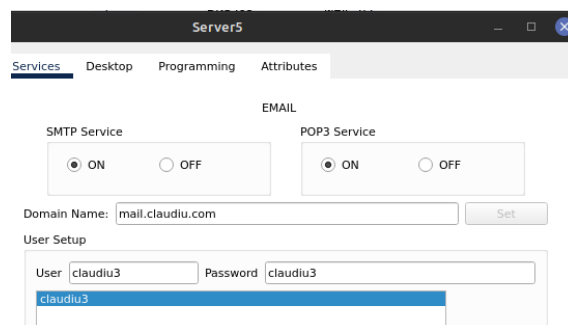 Server5
Services Desktop Programming Attributes
EMAIL
SMTP Service POP3 Service
ON OFF ON OFF
Domain Name: mail.claudiu.com Set
User Setup
User claudiu3 Password claudiu3
claudiu3